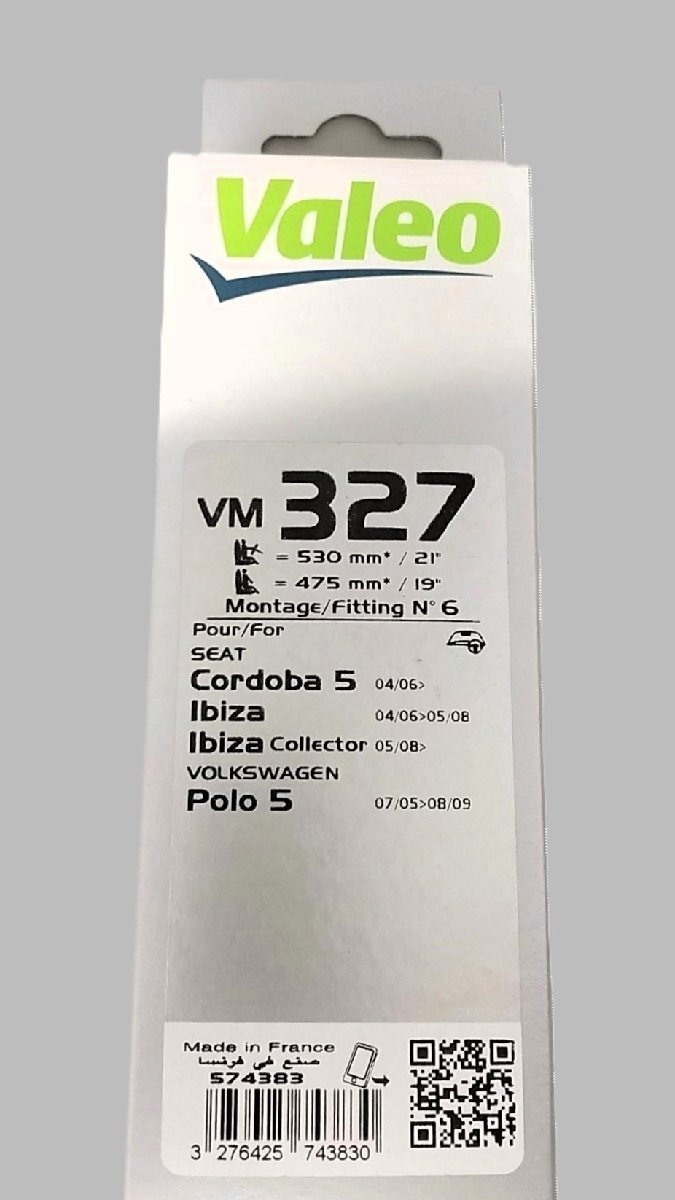 Valeo
VM 327
= 530 mm* / 21"
= 475 mm* / 19"
Montage/Fitting N° 6
Pour/For
SEAT
Cordoba 5 04/06>
Ibiza 04/06>05/08
Ibiza Collector 05/08>
VOLKSWAGEN
Polo 5 07/05>08/09
Made in France
صنع في فرنسا
574383
3 276425 743830